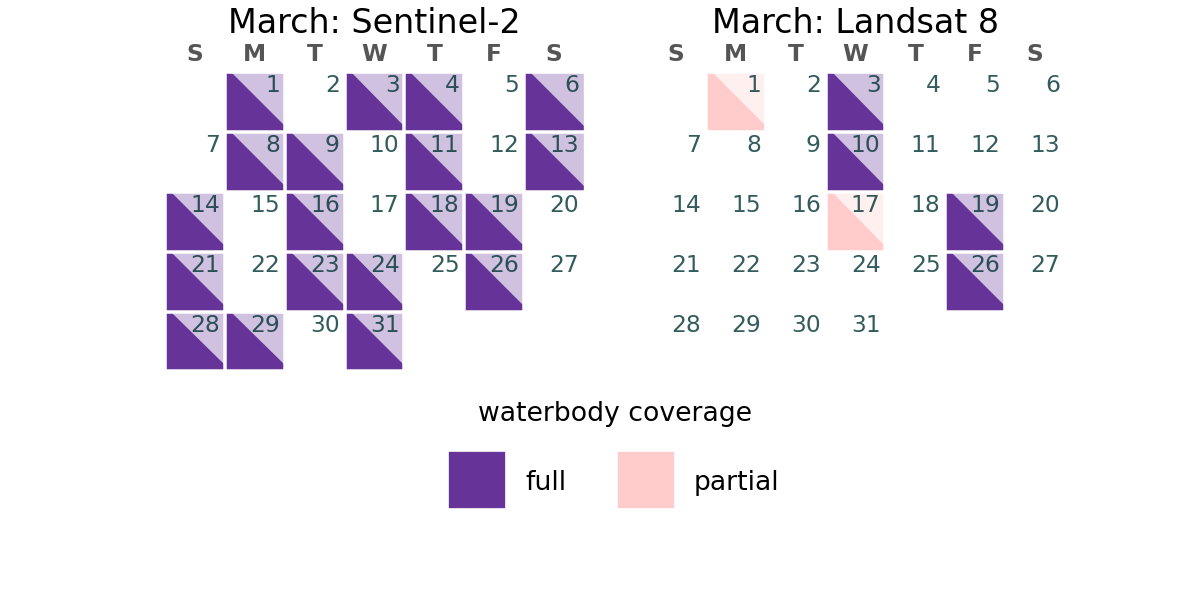 March: Sentinel-2
S M T W T F S
1 2 3 4 5 6
7 8 9 10 11 12 13
14 15 16 17 18 19 20
21 22 23 24 25 26 27
28 29 30 31
March: Landsat 8
S M T W T F S
1 2 3 4 5 6
7 8 9 10 11 12 13
14 15 16 17 18 19 20
21 22 23 24 25 26 27
28 29 30 31
waterbody coverage
full partial